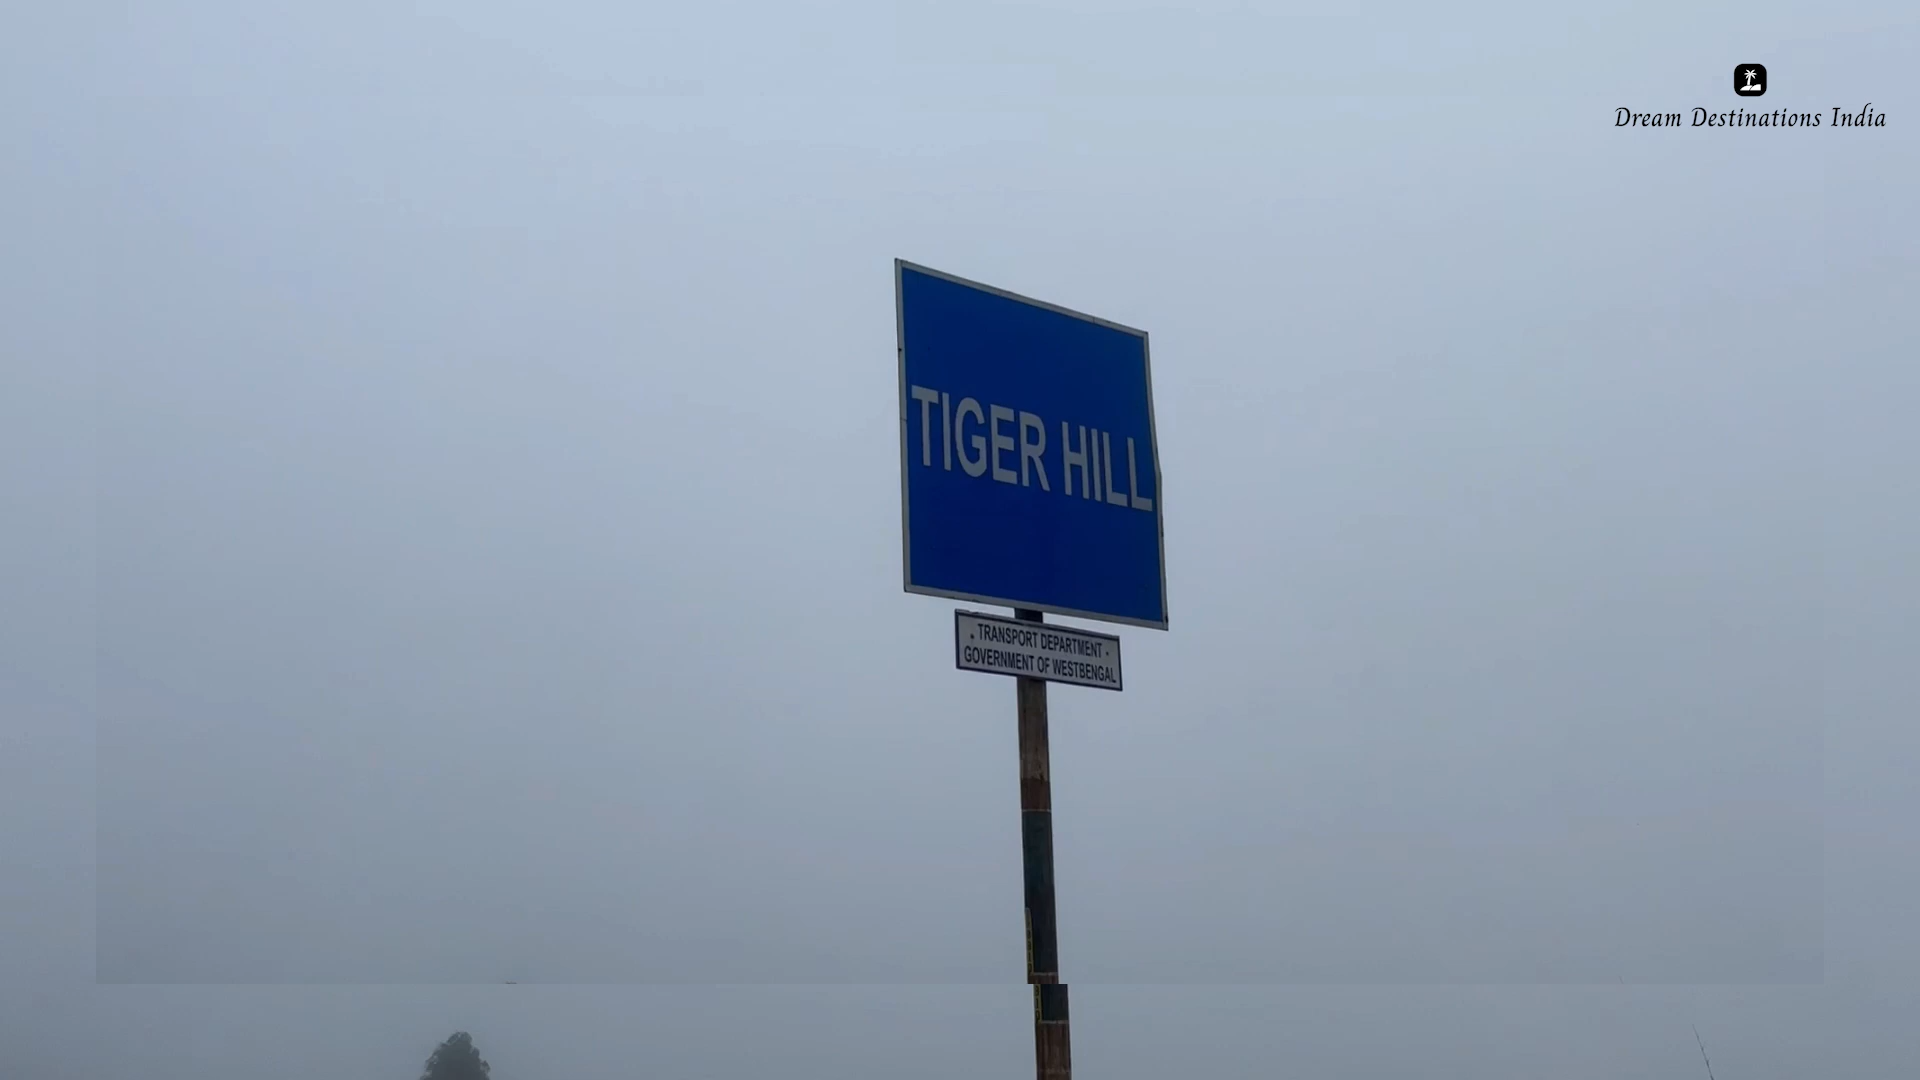 Dream Destinations India
TIGER HILL
TRANSPORT DEPARTMENT
GOVERNMENT OF WESTBENGAL